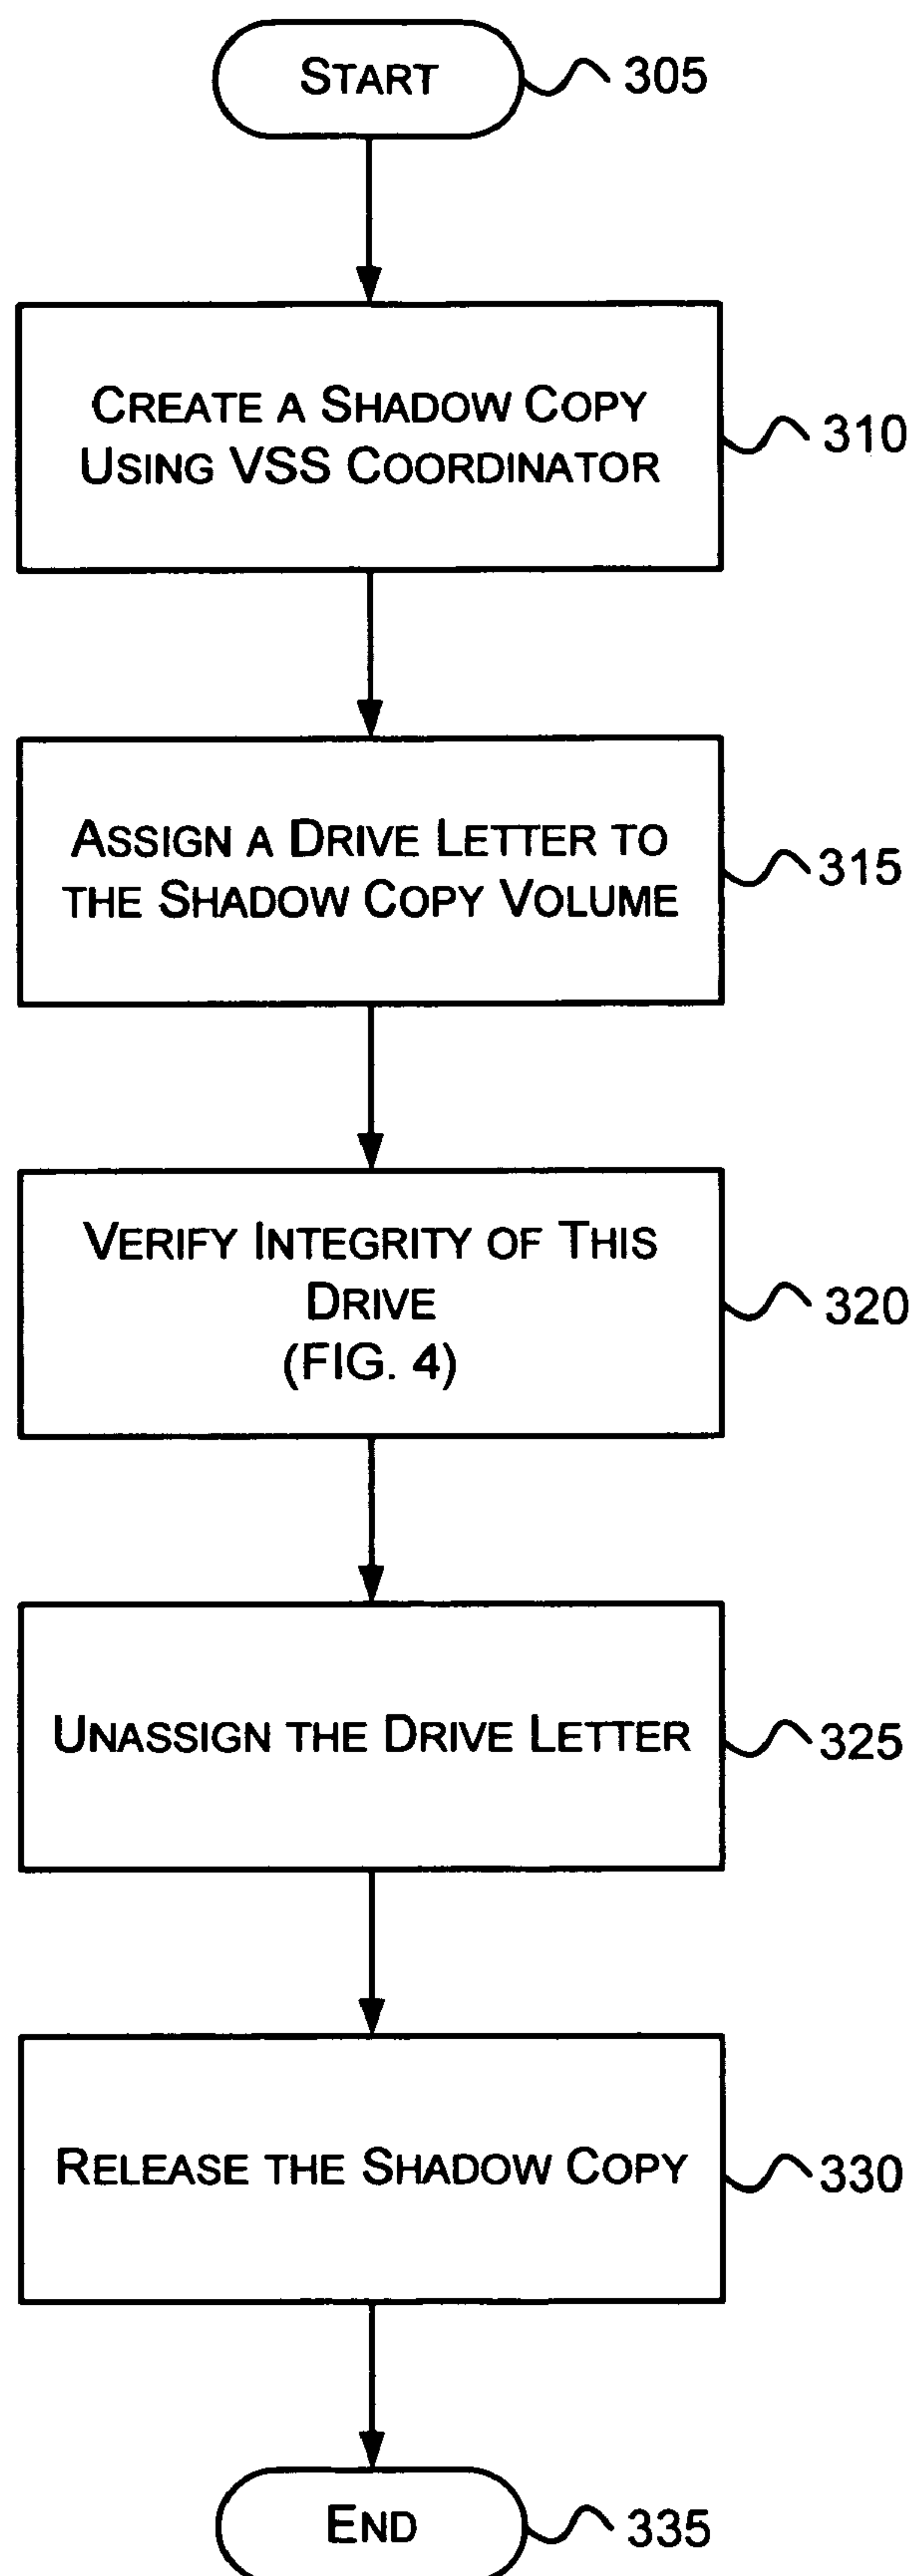 START
305
CREATE A SHADOW COPY
USING VSS COORDINATOR
310
ASSIGN A DRIVE LETTER TO
THE SHADOW COPY VOLUME
315
VERIFY INTEGRITY OF THIS
DRIVE
(FIG. 4)
320
UNASSIGN THE DRIVE LETTER
325
RELEASE THE SHADOW COPY
330
END
335